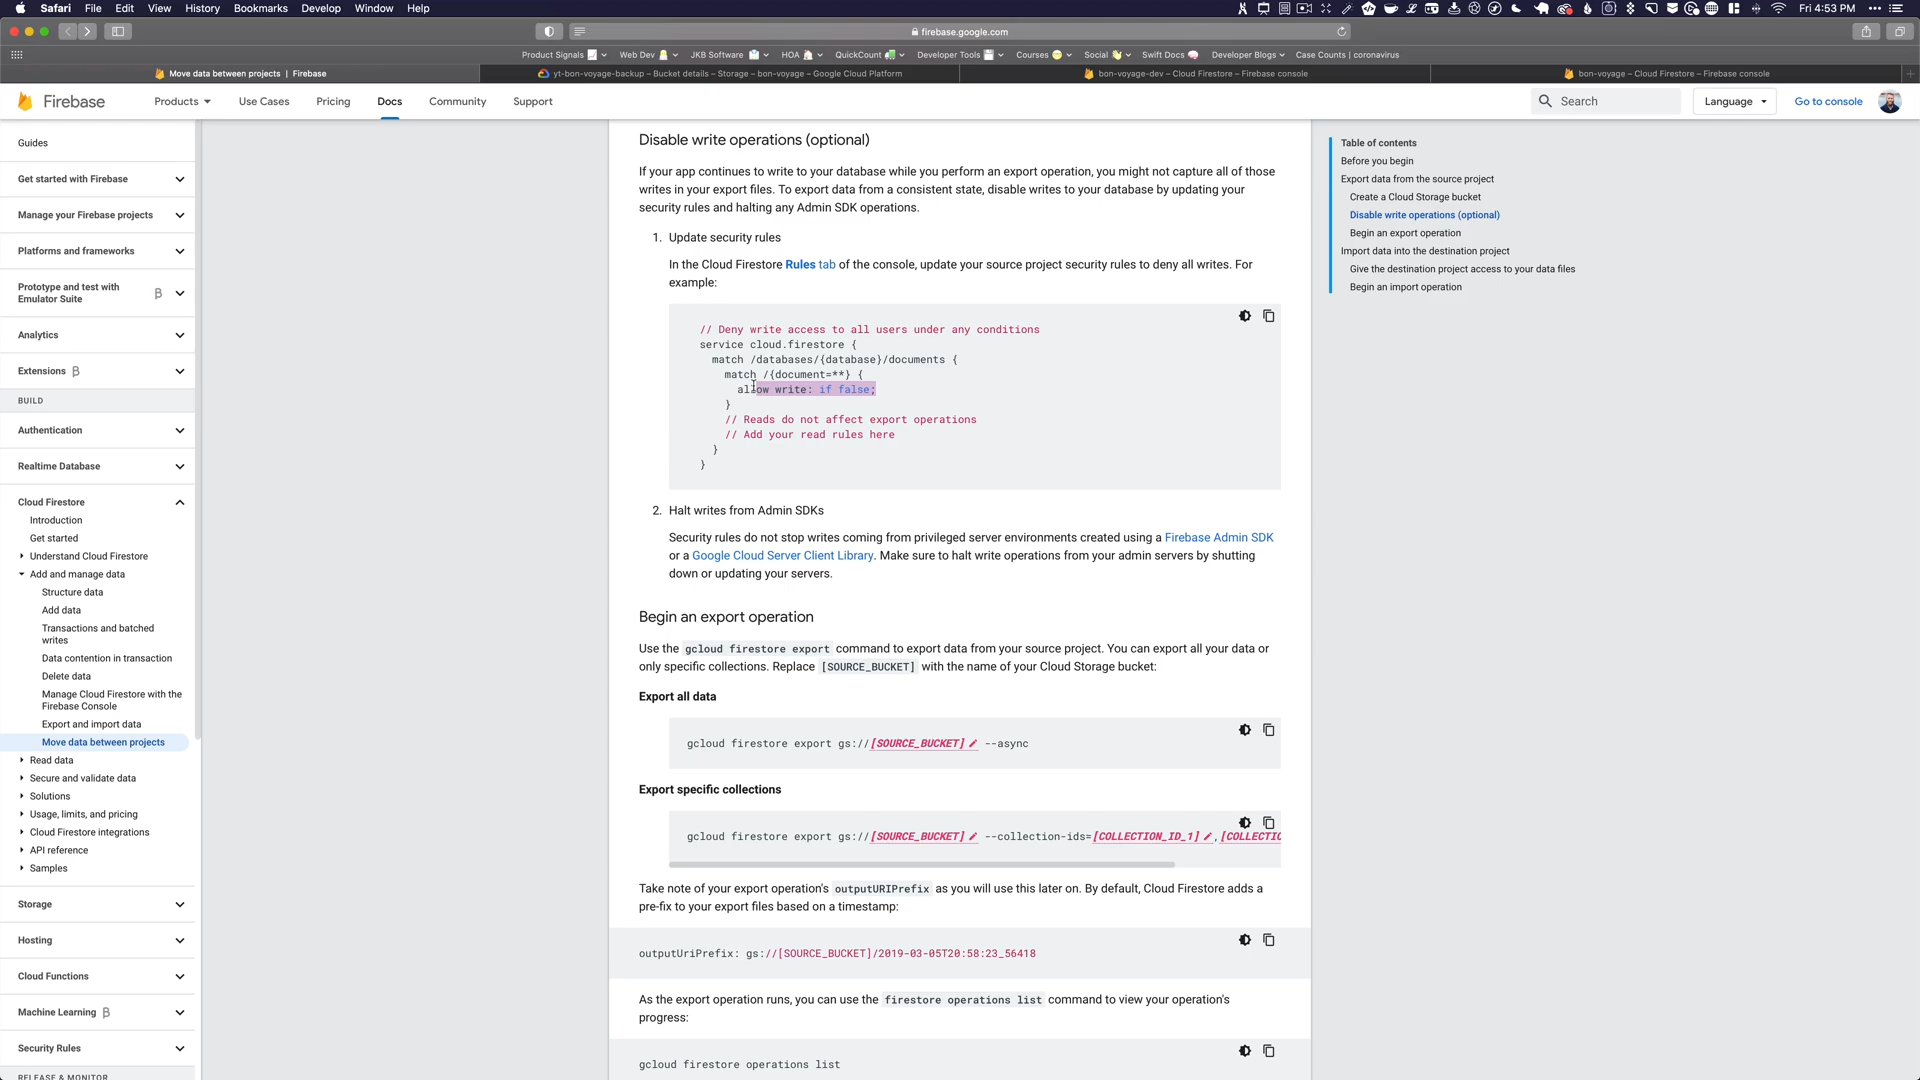 Safari File Edit View History Bookmarks Develop Window Help
Fri 4:53 PM
firebase.google.com
Product Signals Web Dev JKB Software HOA QuickCount Developer Tools Courses Social Swift Docs Developer Blogs Case Counts | coronavirus
Move data between projects | Firebase
yt-bon-voyage-backup – Bucket details – Storage – bon-voyage – Google Cloud Platform
bon-voyage-dev – Cloud Firestore – Firebase console
bon-voyage – Cloud Firestore – Firebase console
Firebase
Products Use Cases Pricing Docs Community Support
Search
Language
Go to console
Guides
Get started with Firebase
Manage your Firebase projects
Platforms and frameworks
Prototype and test with
Emulator Suite β
Analytics
Extensions β
BUILD
Authentication
Realtime Database
Cloud Firestore
Introduction
Get started
Understand Cloud Firestore
Add and manage data
Structure data
Add data
Transactions and batched
writes
Data contention in transaction
Delete data
Manage Cloud Firestore with the
Firebase Console
Export and import data
Move data between projects
Read data
Secure and validate data
Solutions
Usage, limits, and pricing
Cloud Firestore integrations
API reference
Samples
Storage
Hosting
Cloud Functions
Machine Learning β
Security Rules
RELEASE & MONITOR
Disable write operations (optional)
If your app continues to write to your database while you perform an export operation, you might not capture all of those
writes in your export files. To export data from a consistent state, disable writes to your database by updating your
security rules and halting any Admin SDK operations.
1. Update security rules
In the Cloud Firestore Rules tab of the console, update your source project security rules to deny all writes. For
example:
// Deny write access to all users under any conditions
service cloud.firestore {
match /databases/{database}/documents {
match /{document=**} {
allow write: if false;
}
// Reads do not affect export operations
// Add your read rules here
}
}
2. Halt writes from Admin SDKs
Security rules do not stop writes coming from privileged server environments created using a Firebase Admin SDK
or a Google Cloud Server Client Library. Make sure to halt write operations from your admin servers by shutting
down or updating your servers.
Begin an export operation
Use the gcloud firestore export command to export data from your source project. You can export all your data or
only specific collections. Replace [SOURCE_BUCKET] with the name of your Cloud Storage bucket:
Export all data
gcloud firestore export gs://[SOURCE_BUCKET] --async
Export specific collections
gcloud firestore export gs://[SOURCE_BUCKET] --collection-ids=[COLLECTION_ID_1],[COLLECTIO
Take note of your export operation's outputURIPrefix as you will use this later on. By default, Cloud Firestore adds a
pre-fix to your export files based on a timestamp:
outputUriPrefix: gs://[SOURCE_BUCKET]/2019-03-05T20:58:23_56418
As the export operation runs, you can use the firestore operations list command to view your operation's
progress:
gcloud firestore operations list
Table of contents
Before you begin
Export data from the source project
Create a Cloud Storage bucket
Disable write operations (optional)
Begin an export operation
Import data into the destination project
Give the destination project access to your data files
Begin an import operation